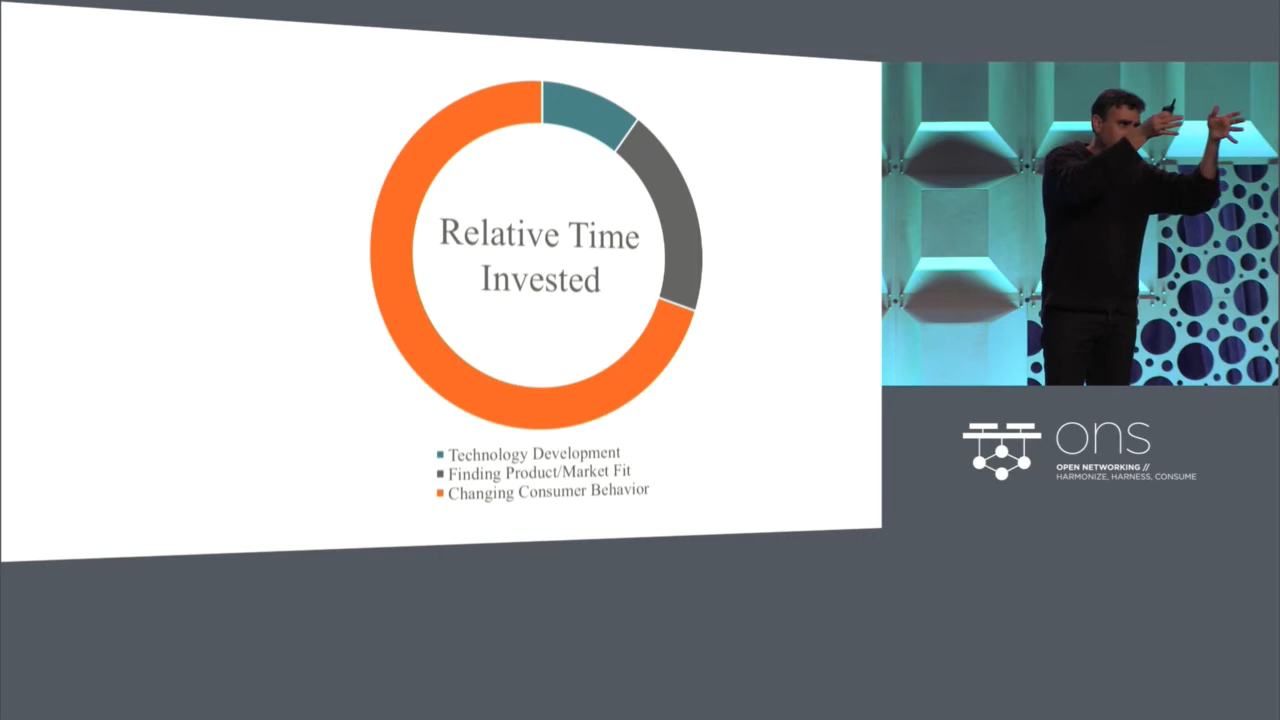 Relative Time
Invested
Technology Development
Finding Product/Market Fit
Changing Consumer Behavior
ons
OPEN NETWORKING //
HARMONIZE, HARNESS, CONSUME